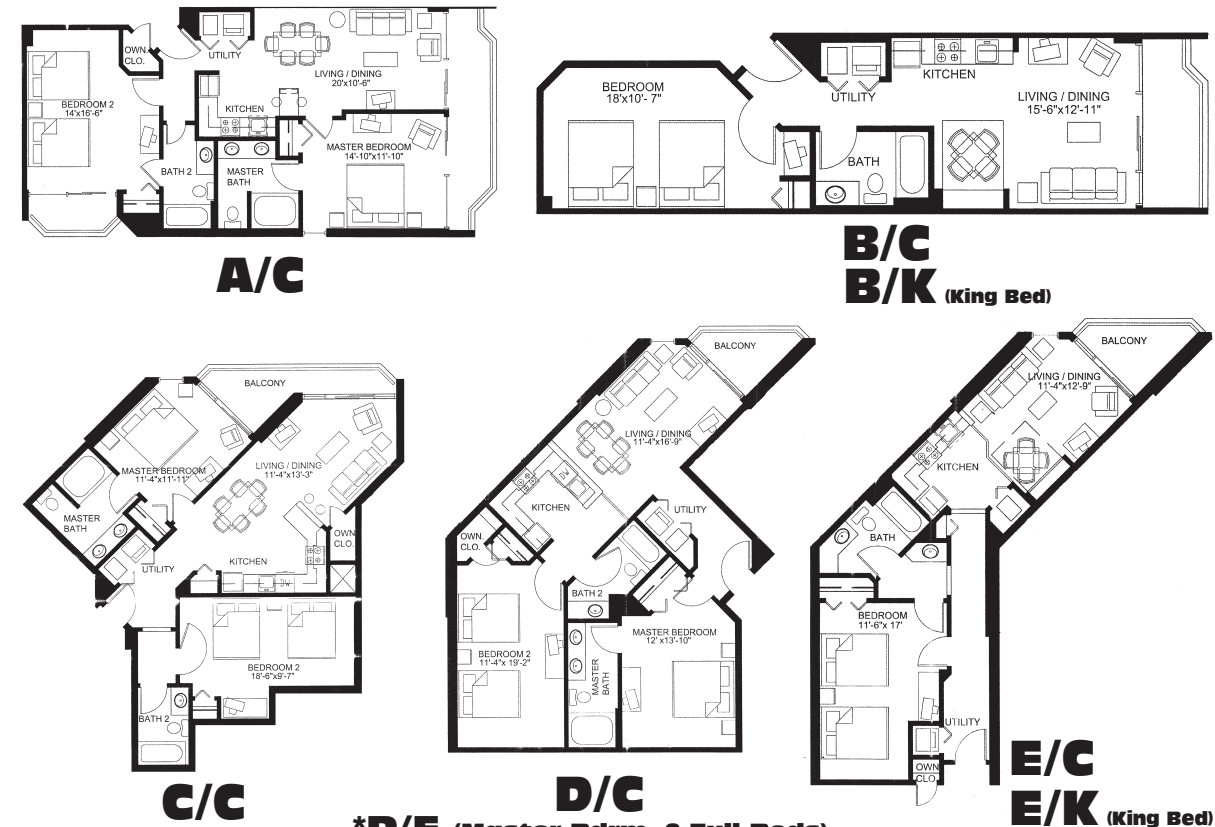 OWN.
CLO.
UTILITY
BEDROOM 2
14'x16'-6"
LIVING / DINING
20'x10'-6"
KITCHEN
MASTER BEDROOM
14'-10"x11'-10"
BATH 2
MASTER
BATH
A/C
BEDROOM
18'x10'- 7"
UTILITY
KITCHEN
LIVING / DINING
15'-6"x12'-11"
BATH
B/C
B/K (King Bed)
BALCONY
MASTER BEDROOM
11'-4"x11'-11"
LIVING / DINING
11'-4"x13'-3"
MASTER
BATH
OWN.
CLO.
UTILITY
KITCHEN
DW
BEDROOM 2
18'-6"x9'-7"
BATH 2
C/C
BALCONY
LIVING / DINING
11'-4"x16'-9"
KITCHEN
UTILITY
OWN.
CLO.
BATH 2
BEDROOM 2
11'-4"x 19'-2"
MASTER BEDROOM
12' x13'-10"
MASTER
BATH
D/C
BALCONY
LIVING / DINING
11'-4"x12'-9"
KITCHEN
BATH
BEDROOM
11'-6"x 17'
UTILITY
OWN
CLO.
E/C
E/K (King Bed)